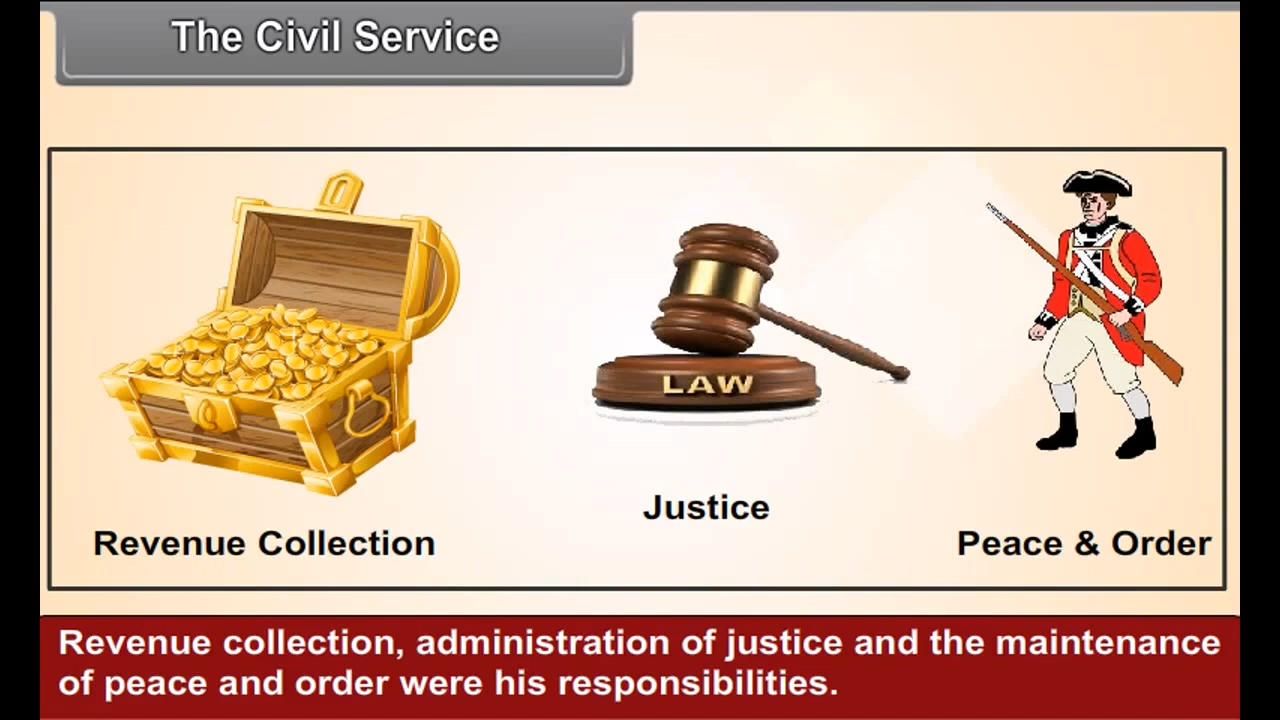 The Civil Service
LAW
Justice
Revenue Collection
Peace & Order
Revenue collection, administration of justice and the maintenance
of peace and order were his responsibilities.